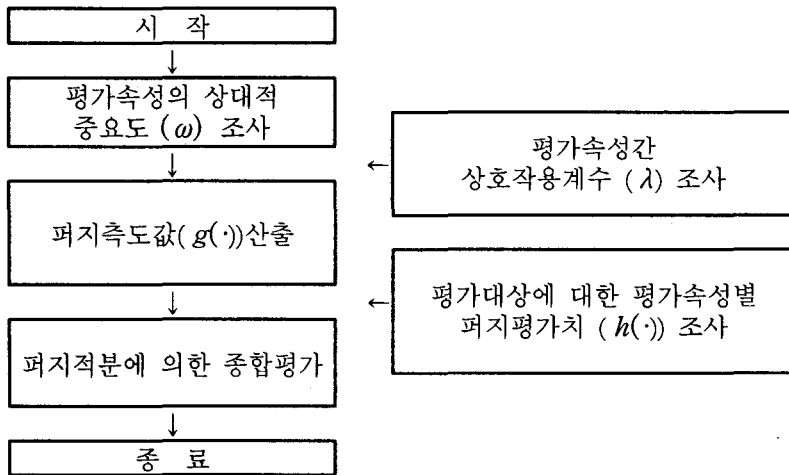 시 작
↓
평가속성의 상대적
중요도 (ω) 조사
↓
←
평가속성간
상호작용계수 (λ) 조사
퍼지측도값( g(·))산출
↓
←
평가대상에 대한 평가속성별
퍼지평가치 ( h(·)) 조사
퍼지적분에 의한 종합평가
↓
종 료